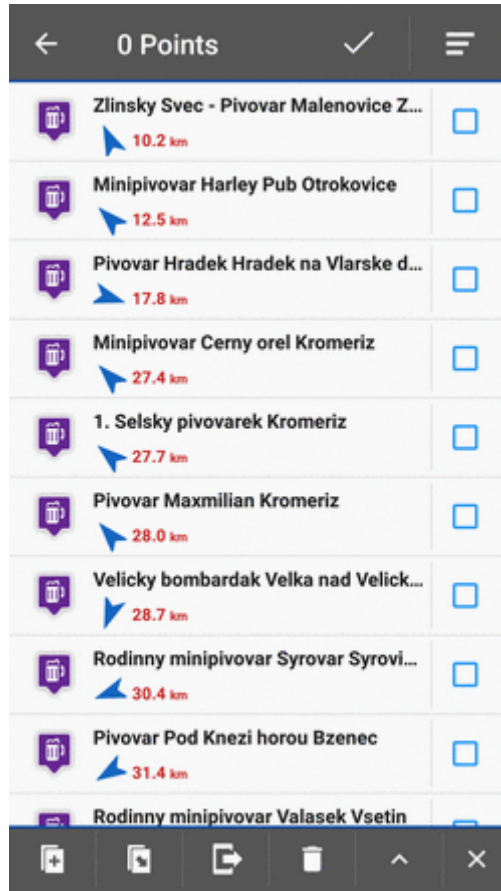 0 Points
Zlinsky Svec - Pivovar Malenovice Z...
10.2 km
Minipivovar Harley Pub Otrokovice
12.5 km
Pivovar Hradek Hradek na Vlarske d...
17.8 km
Minipivovar Cerny orel Kromeriz
27.4 km
1. Selsky pivovarek Kromeriz
27.7 km
Pivovar Maxmilian Kromeriz
28.0 km
Velicky bombardak Velka nad Velick...
28.7 km
Rodinny minipivovar Syrovar Syrovi...
30.4 km
Pivovar Pod Knezi horou Bzenec
31.4 km
Rodinny minipivovar Valasek Vsetin